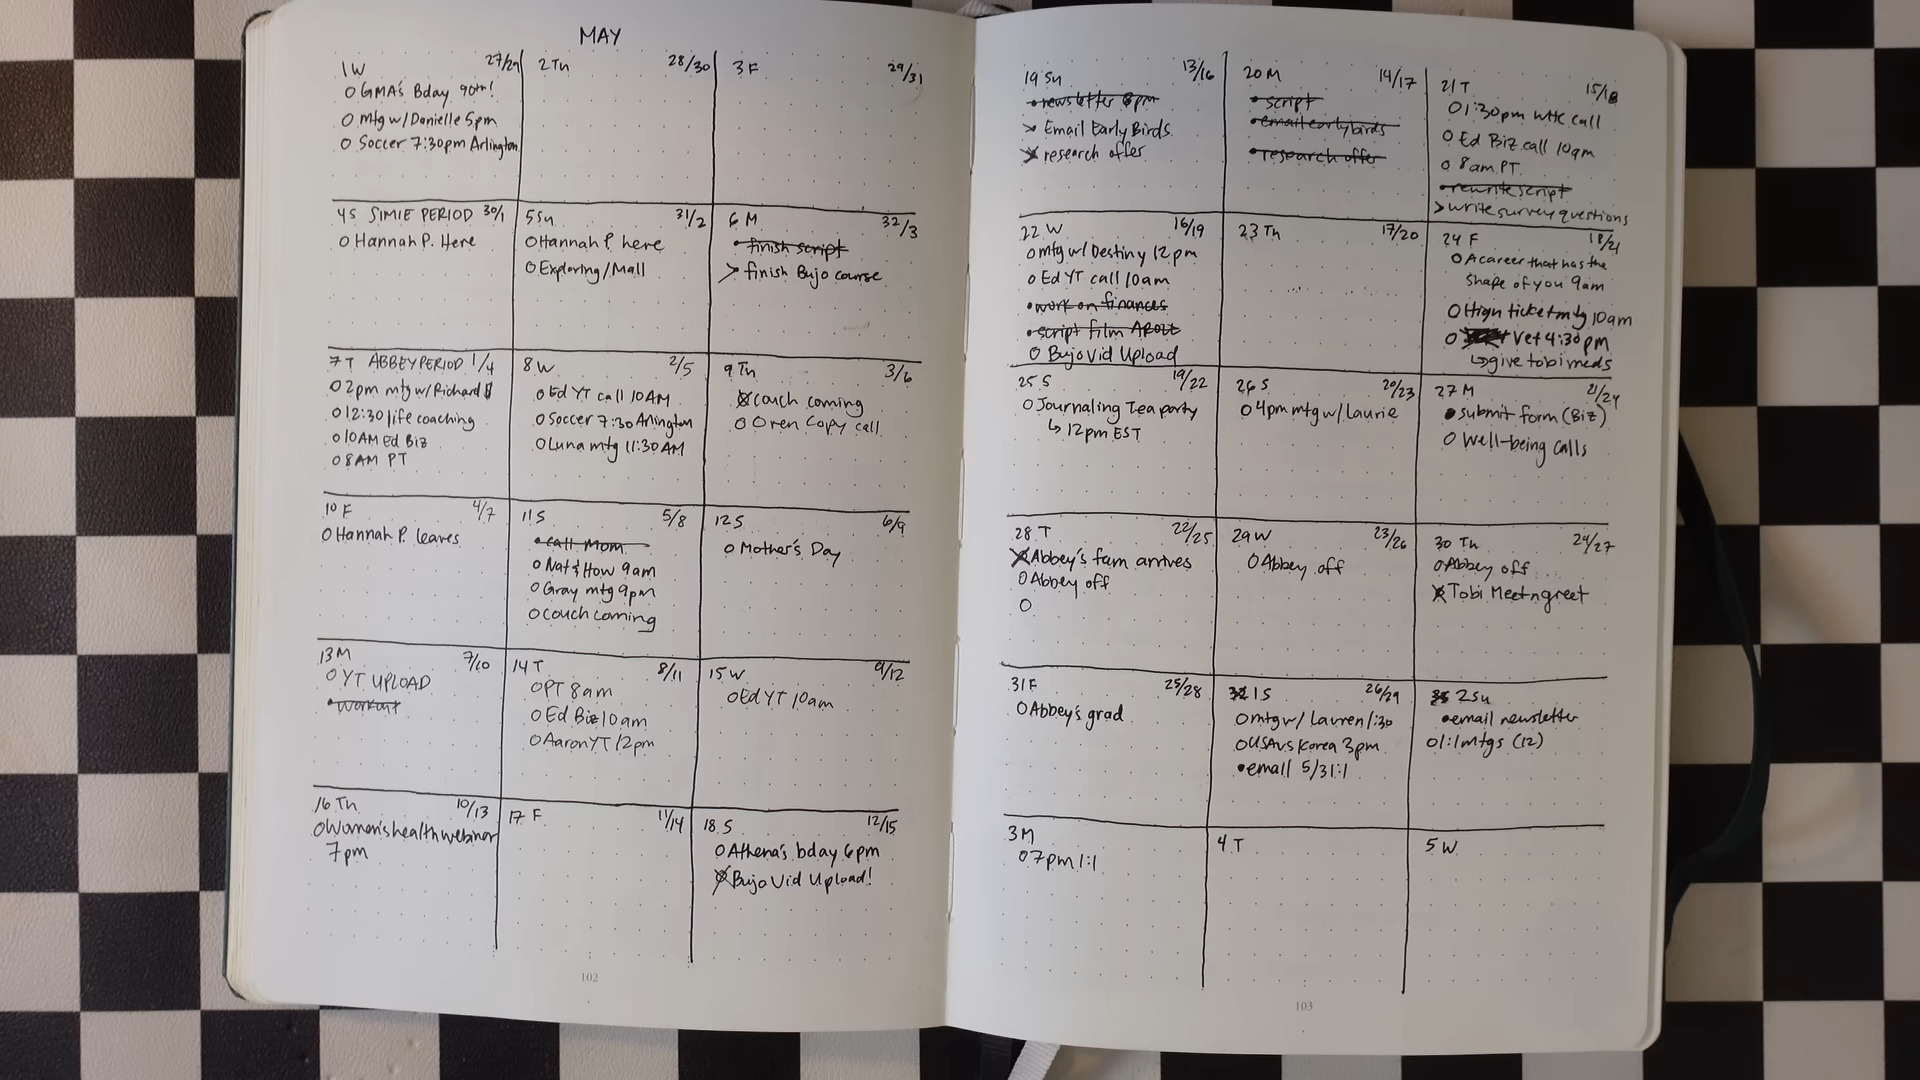 MAY
1 W 27/29
O GMA's Bday 90th!
O mtg w/ Danielle 5pm
O Soccer 7:30pm Arlington
2 Th 28/30
3 F 29/31
4 S SIMIE PERIOD 30/1
O Hannah P. Here
5 Su 31/2
O Hannah P. here
O Exploring/Mall
6 M 32/3
• finish script
> finish Bujo course
7 T ABBEY PERIOD 1/4
O 2pm mtg w/ Richard
O 12:30 life coaching
O 10AM Ed Biz
O 8AM PT
8 W 2/5
O Ed YT call 10AM
O Soccer 7:30 Arlington
O Luna mtg 11:30 AM
9 Th 3/6
X couch coming
O Oren Copy call
10 F 4/7
O Hannah P. leaves
11 S 5/8
• call Mom
O Nat & How 9am
O Gray mtg 9pm
O couch coming
12 S 6/9
O Mother's Day
13 M 7/10
O YT UPLOAD
• workout
14 T 8/11
O PT 8am
O Ed Biz 10am
O Aaron YT 12pm
15 W 9/12
O Ed YT 10am
16 Th 10/13
O Women's health webinar
7pm
17 F 11/14
18 S 12/15
O Athena's bday 6pm
X Bujo Vid Upload!
102
19 Su 13/16
• newsletter 8pm
> Email Early Birds
X research offer
20 M 14/17
• script
• email early birds
• research offer
21 T 15/18
O 1:30pm WHC call
O Ed Biz call 10am
O 8am PT
• rewrite script
> write survey questions
22 W 16/19
O mtg w/ Destiny 12pm
O Ed YT call 10am
• work on finances
• script film AROLL
O Bujo Vid Upload
23 Th 17/20
24 F 18/21
O A career that has the
shape of you 9am
O High ticket mtg 10am
O Vet 4:30pm
↳ give tobi meds
25 S 19/22
O Journaling Tea party
↳ 12pm EST
26 S 20/23
O 4pm mtg w/ Laurie
27 M 21/24
• submit form (Biz)
O Well-being calls
28 T 22/25
X Abbey's fam arrives
O Abbey off
O
29 W 23/26
O Abbey off
30 Th 24/27
O Abbey off
X Tobi Meetngreet
31 F 25/28
O Abbey's grad
1 S 26/29
O mtg w/ Lauren 1:30
O USA vs Korea 3pm
• email 5/31 1:1
2 Su
• email newsletter
O 1:1 mtgs (12)
3 M
O 7pm 1:1
4 T
5 W
103